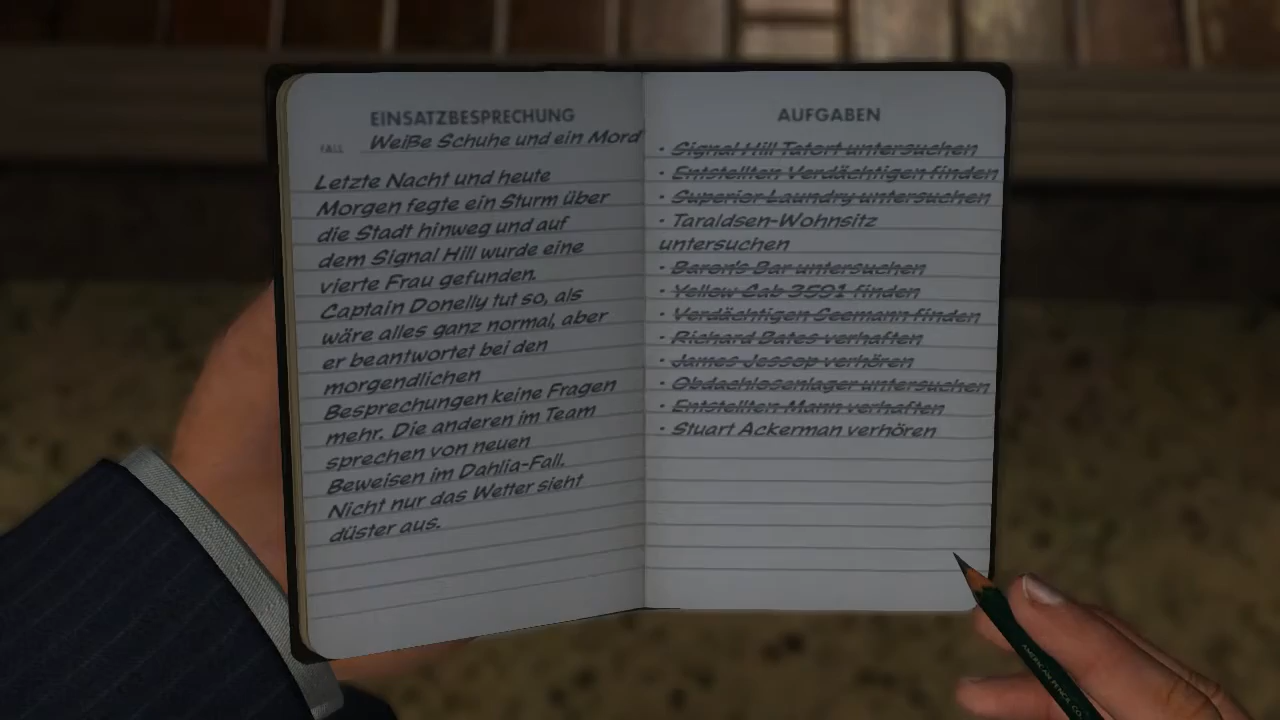 EINSATZBESPRECHUNG
FALL Weiße Schuhe und ein Mord
Letzte Nacht und heute
Morgen fegte ein Sturm über
die Stadt hinweg und auf
dem Signal Hill wurde eine
vierte Frau gefunden.
Captain Donelly tut so, als
wäre alles ganz normal, aber
er beantwortet bei den
morgendlichen
Besprechungen keine Fragen
mehr. Die anderen im Team
sprechen von neuen
Beweisen im Dahlia-Fall.
Nicht nur das Wetter sieht
düster aus.
AUFGABEN
• Signal Hill Tatort untersuchen
• Entstellten Verdächtigen finden
• Superior Laundry untersuchen
• Taraldsen-Wohnsitz
untersuchen
• Baron's Bar untersuchen
• Yellow Cab 3591 finden
• Verdächtigen Seemann finden
• Richard Bates verhaften
• James Jessop verhören
• Obdachlosenlager untersuchen
• Entstellten Mann verhaften
• Stuart Ackerman verhören
AMERICAN PENCIL CO.